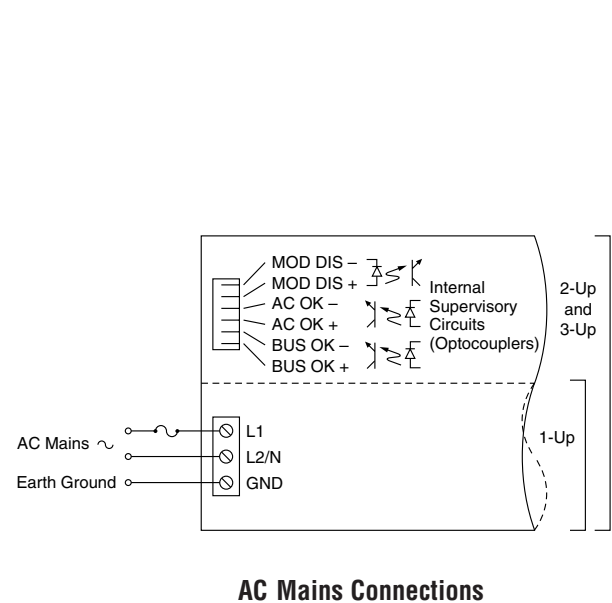 MOD DIS –
MOD DIS +
AC OK –
AC OK +
BUS OK –
BUS OK +
Internal
Supervisory
Circuits
(Optocouplers)
2-Up
and
3-Up
1-Up
AC Mains
Earth Ground
L1
L2/N
GND
AC Mains Connections